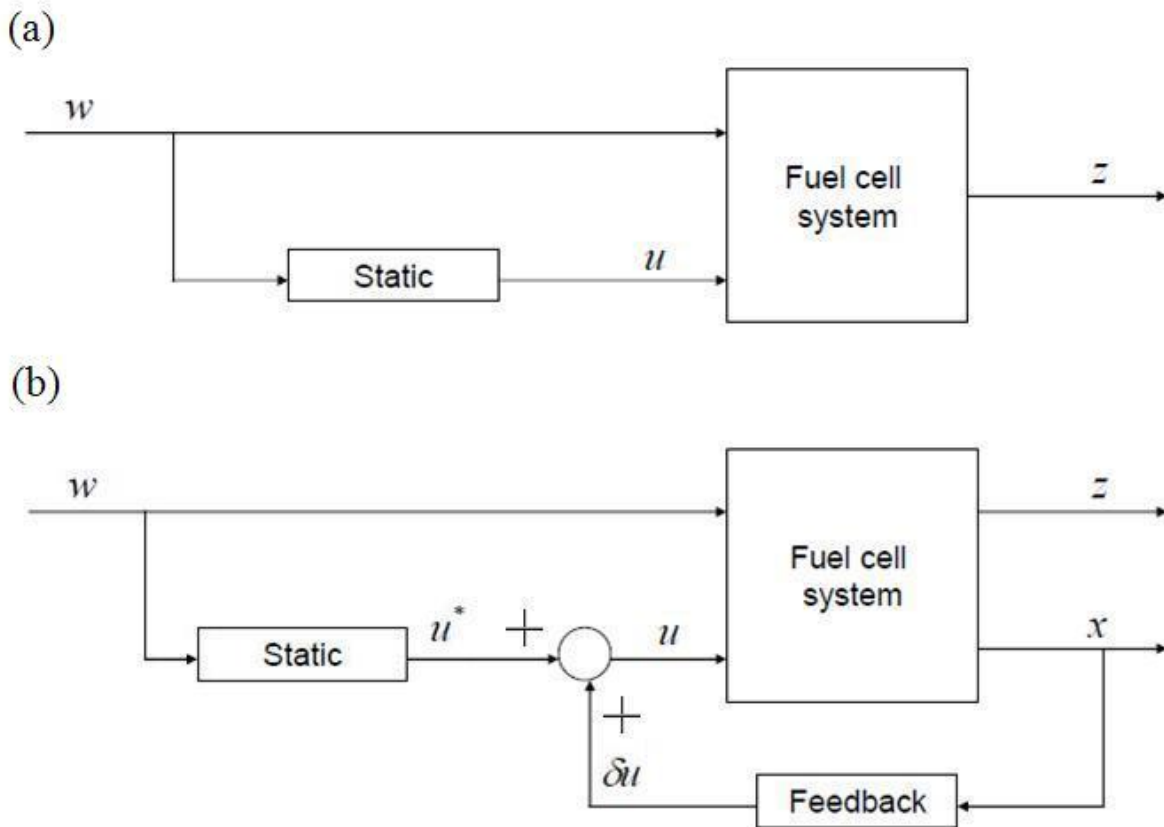 (a)
w
Fuel cell
system
z
Static
u
(b)
w
z
Fuel cell
system
Static
u*
+
u
x
+
δu
Feedback